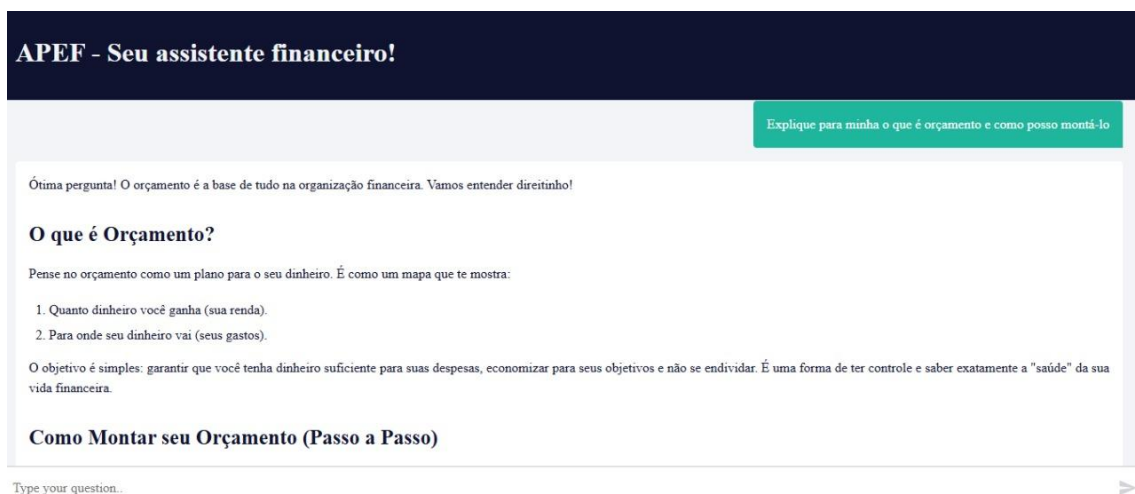 APEF - Seu assistente financeiro!
Explique para minha o que é orçamento e como posso montá-lo
Ótima pergunta! O orçamento é a base de tudo na organização financeira. Vamos entender direitinho!
O que é Orçamento?
Pense no orçamento como um plano para o seu dinheiro. É como um mapa que te mostra:
1. Quanto dinheiro você ganha (sua renda).
2. Para onde seu dinheiro vai (seus gastos).
O objetivo é simples: garantir que você tenha dinheiro suficiente para suas despesas, economizar para seus objetivos e não se endividar. É uma forma de ter controle e saber exatamente a "saúde" da sua
vida financeira.
Como Montar seu Orçamento (Passo a Passo)
Type your question..